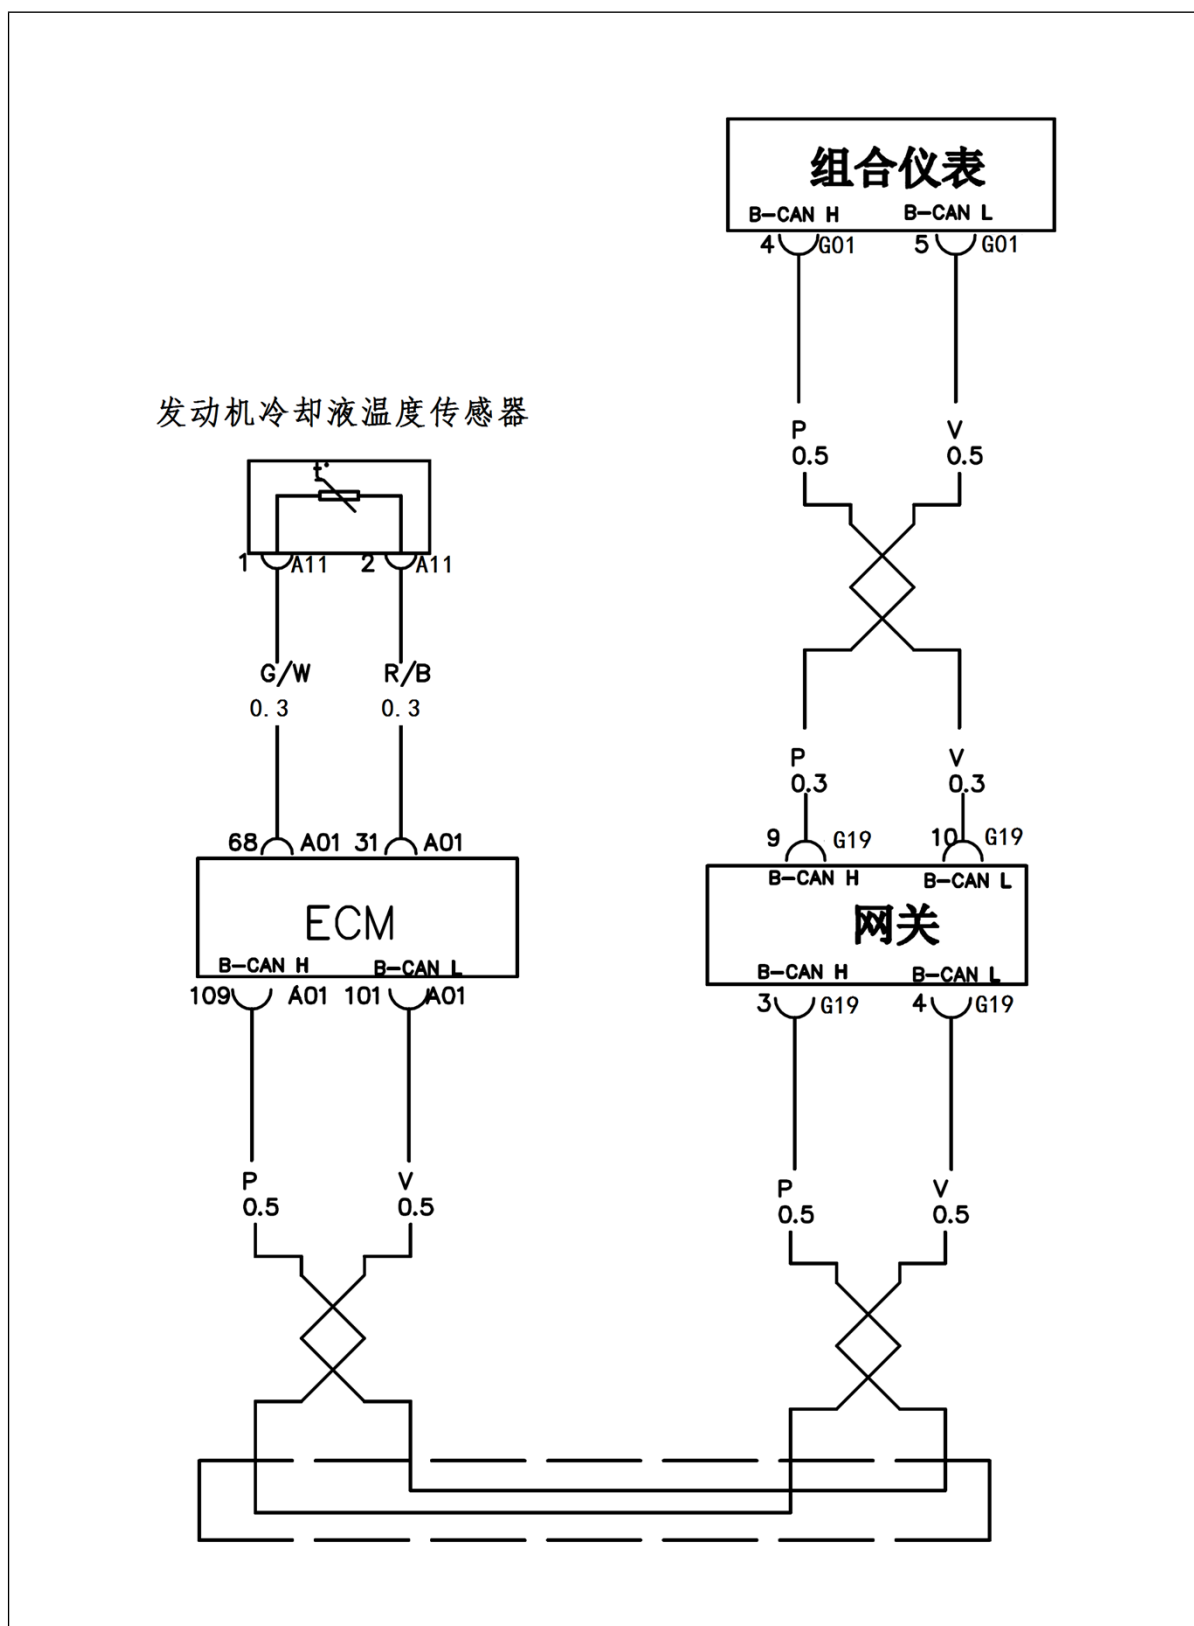 组合仪表
B-CAN H B-CAN L
4 G01 5 G01
P V
0.5 0.5
发动机冷却液温度传感器
t°
1 A11 2 A11
G/W R/B
0.3 0.3
P V
0.3 0.3
68 A01 31 A01
9 G19 10 G19
B-CAN H B-CAN L
ECM
网关
B-CAN H B-CAN L
B-CAN H B-CAN L
109 A01 101 A01
3 G19 4 G19
P V
0.5 0.5
P V
0.5 0.5